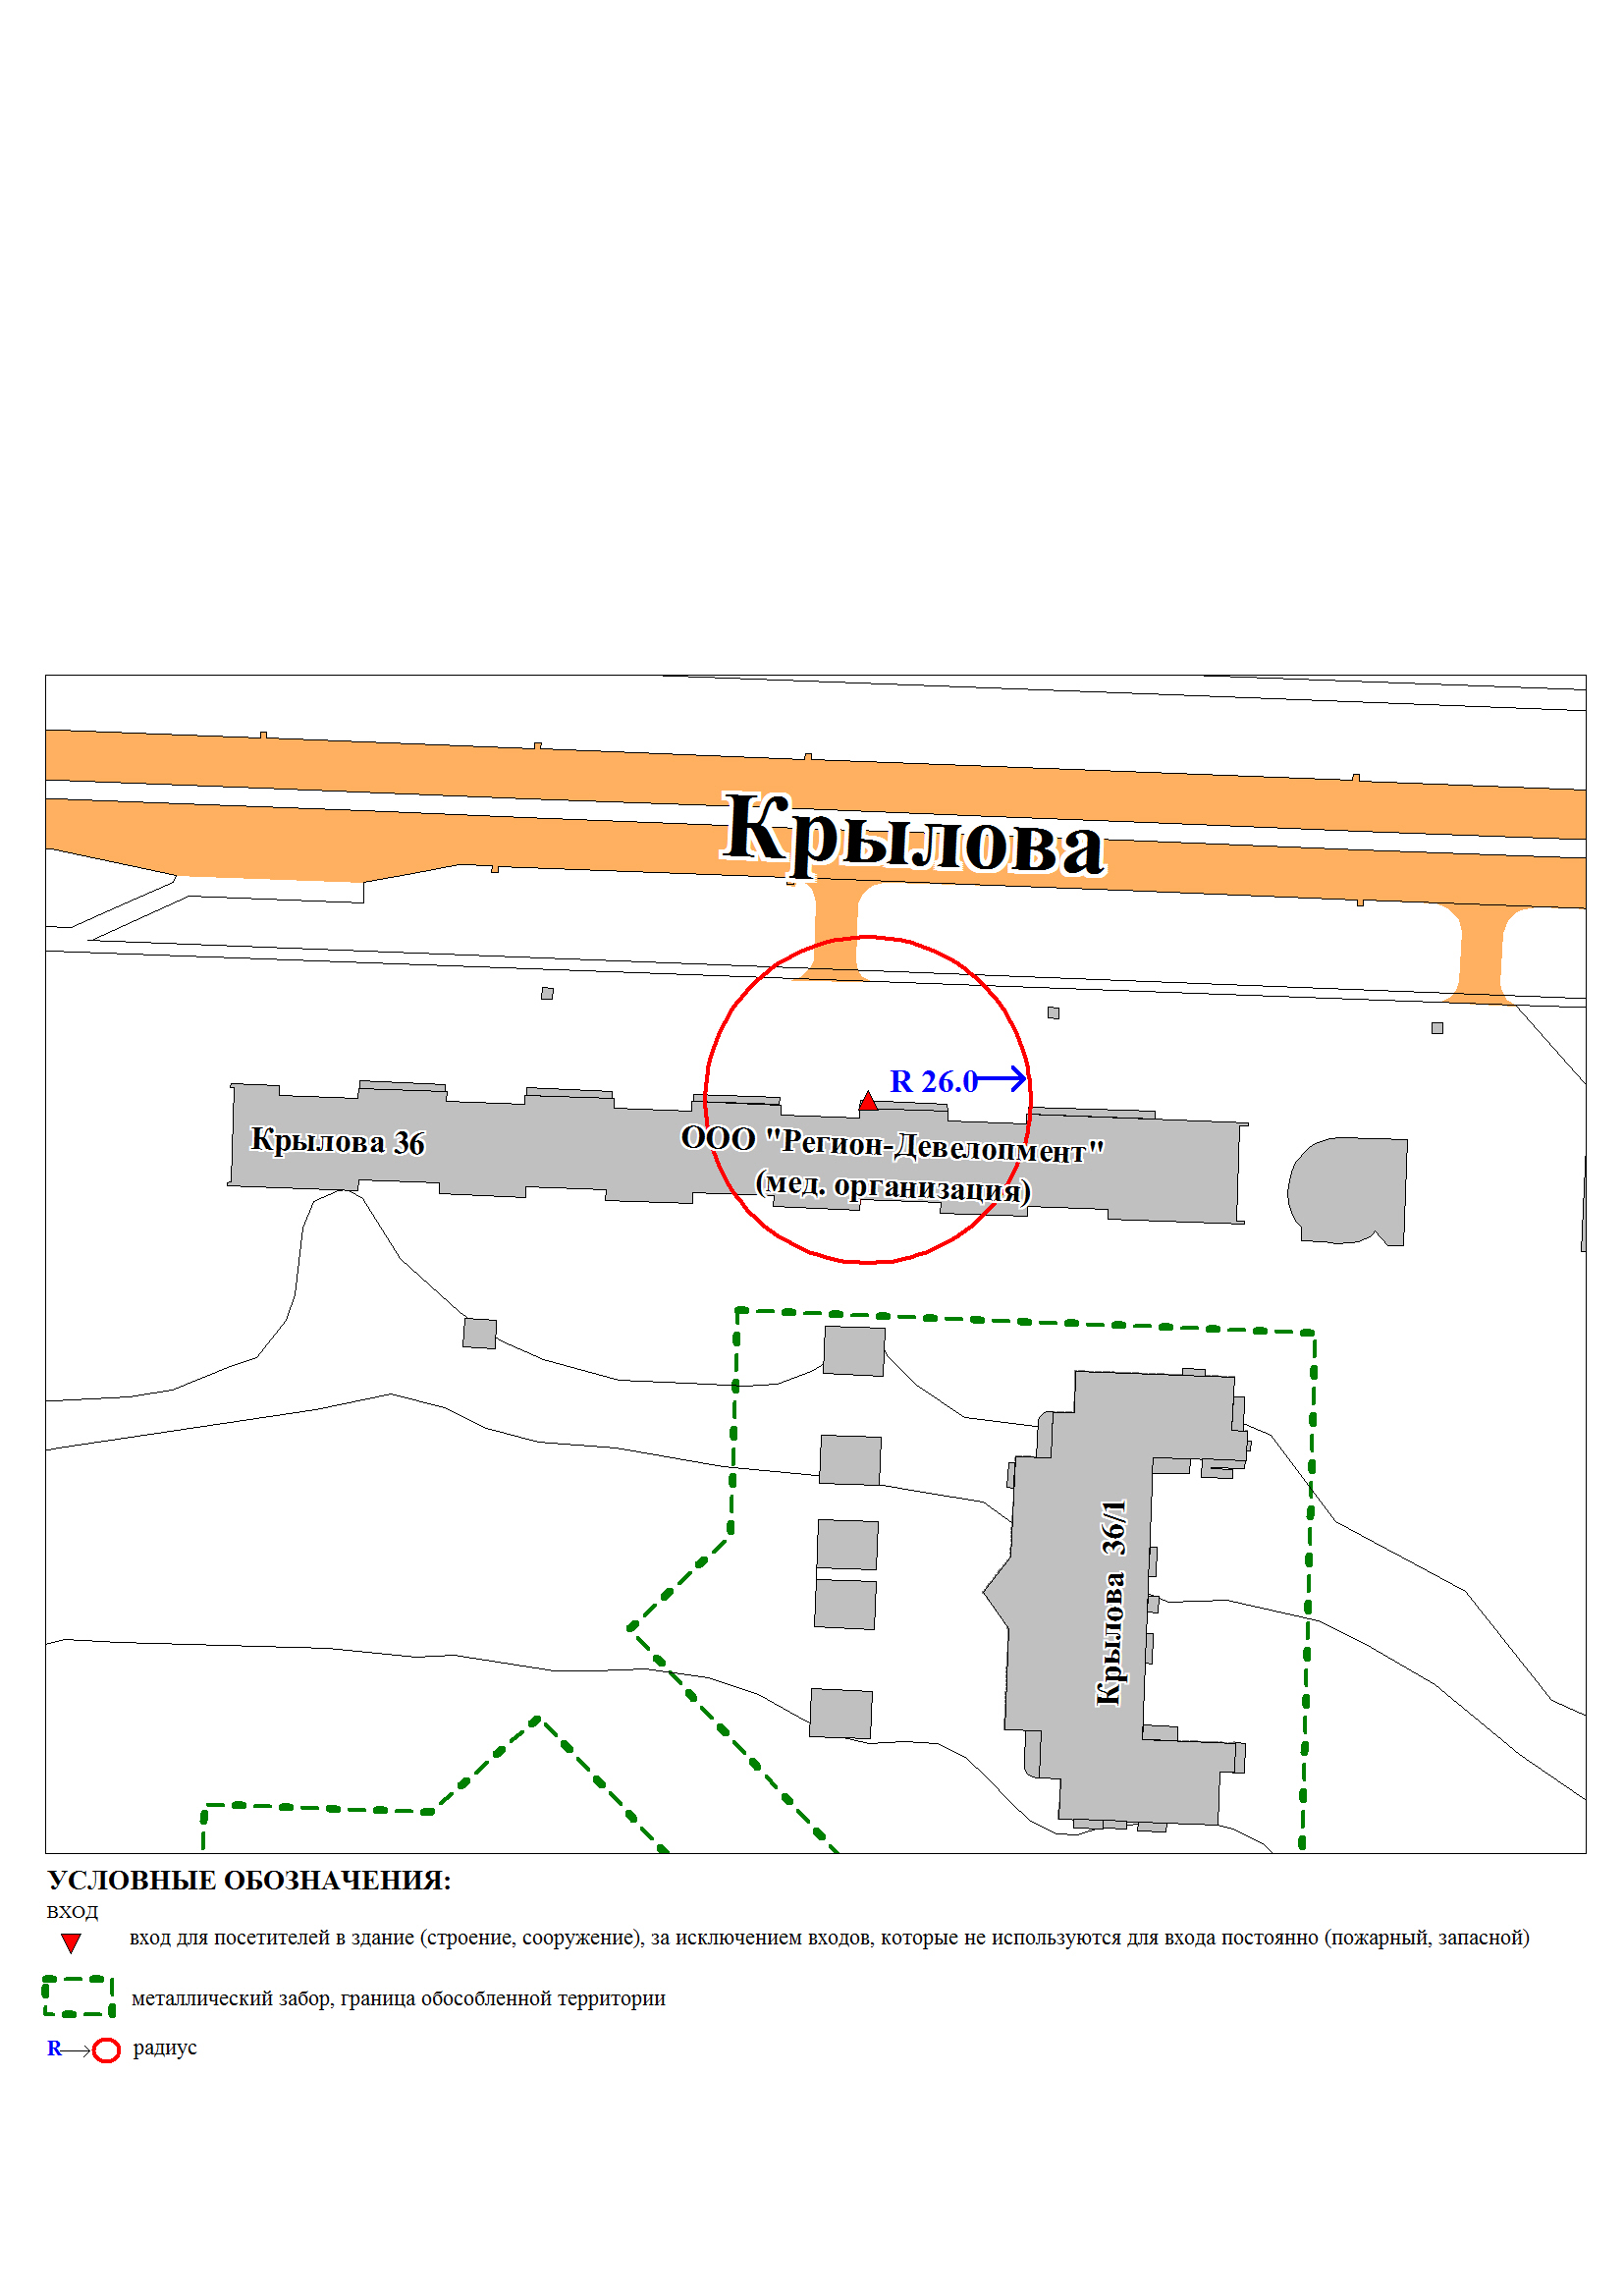 Крылова
R 26.0
Крылова 36
ООО "Регион-Девелопмент"
(мед. организация)
Крылова 36/1
УСЛОВНЫЕ ОБОЗНАЧЕНИЯ:
ВХОД
вход для посетителей в здание (строение, сооружение), за исключением входов, которые не используются для входа постоянно (пожарный, запасной)
металлический забор, граница обособленной территории
R радиус